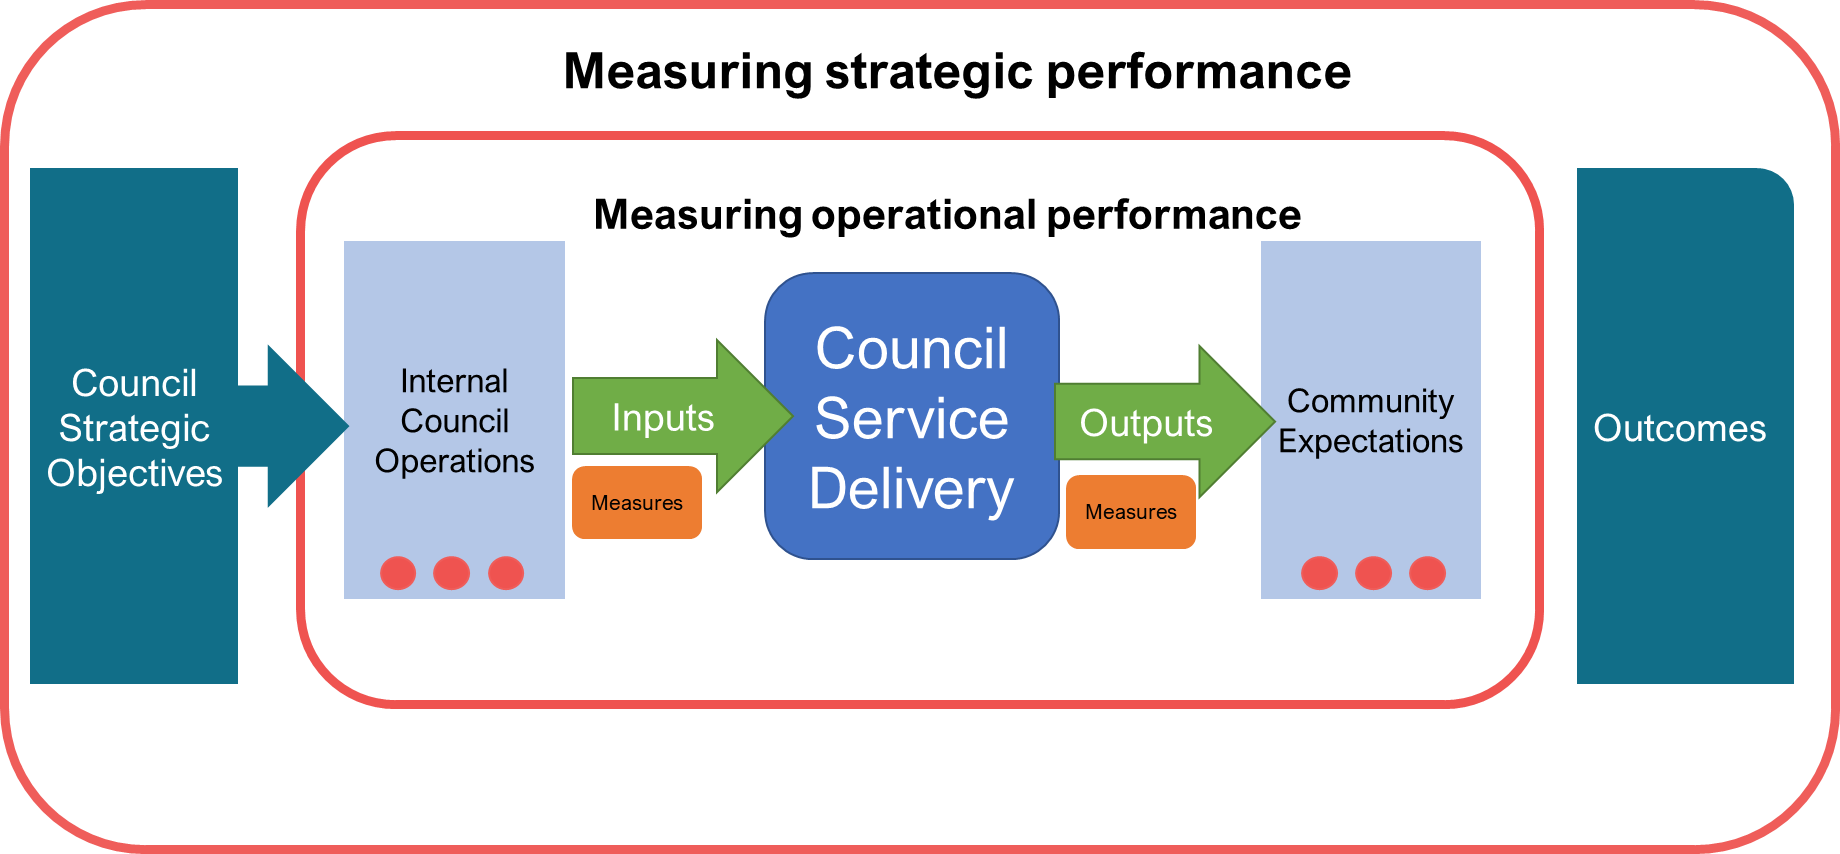 Measuring strategic performance
Measuring operational performance
Council
Strategic
Objectives
Internal
Council
Operations
Inputs
Measures
Council
Service
Delivery
Outputs
Measures
Community
Expectations
Outcomes